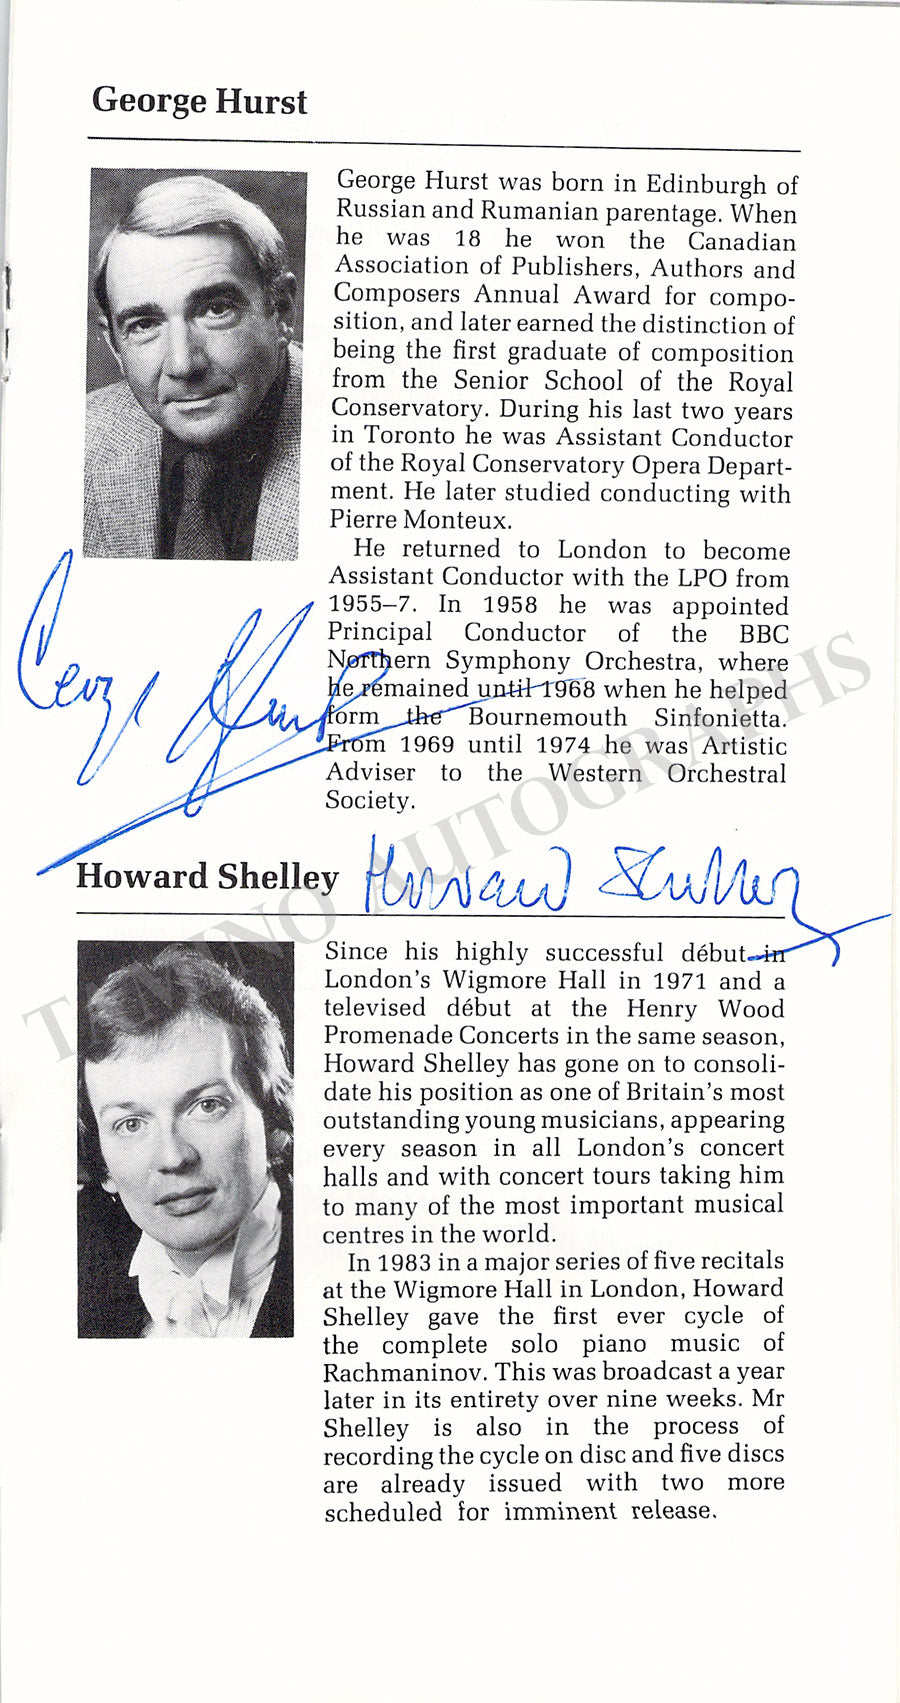 George Hurst
George Hurst was born in Edinburgh of
Russian and Rumanian parentage. When
he was 18 he won the Canadian
Association of Publishers, Authors and
Composers Annual Award for compo-
sition, and later earned the distinction of
being the first graduate of composition
from the Senior School of the Royal
Conservatory. During his last two years
in Toronto he was Assistant Conductor
of the Royal Conservatory Opera Depart-
ment. He later studied conducting with
Pierre Monteux.
He returned to London to become
Assistant Conductor with the LPO from
1955–7. In 1958 he was appointed
Principal Conductor of the BBC
Northern Symphony Orchestra, where
he remained until 1968 when he helped
form the Bournemouth Sinfonietta.
From 1969 until 1974 he was Artistic
Adviser to the Western Orchestral
Society.
George Hurst
Howard Shelley
Howard Shelley
Since his highly successful début in
London's Wigmore Hall in 1971 and a
televised début at the Henry Wood
Promenade Concerts in the same season,
Howard Shelley has gone on to consoli-
date his position as one of Britain's most
outstanding young musicians, appearing
every season in all London's concert
halls and with concert tours taking him
to many of the most important musical
centres in the world.
In 1983 in a major series of five recitals
at the Wigmore Hall in London, Howard
Shelley gave the first ever cycle of
the complete solo piano music of
Rachmaninov. This was broadcast a year
later in its entirety over nine weeks. Mr
Shelley is also in the process of
recording the cycle on disc and five discs
are already issued with two more
scheduled for imminent release.
TAMINO AUTOGRAPHS